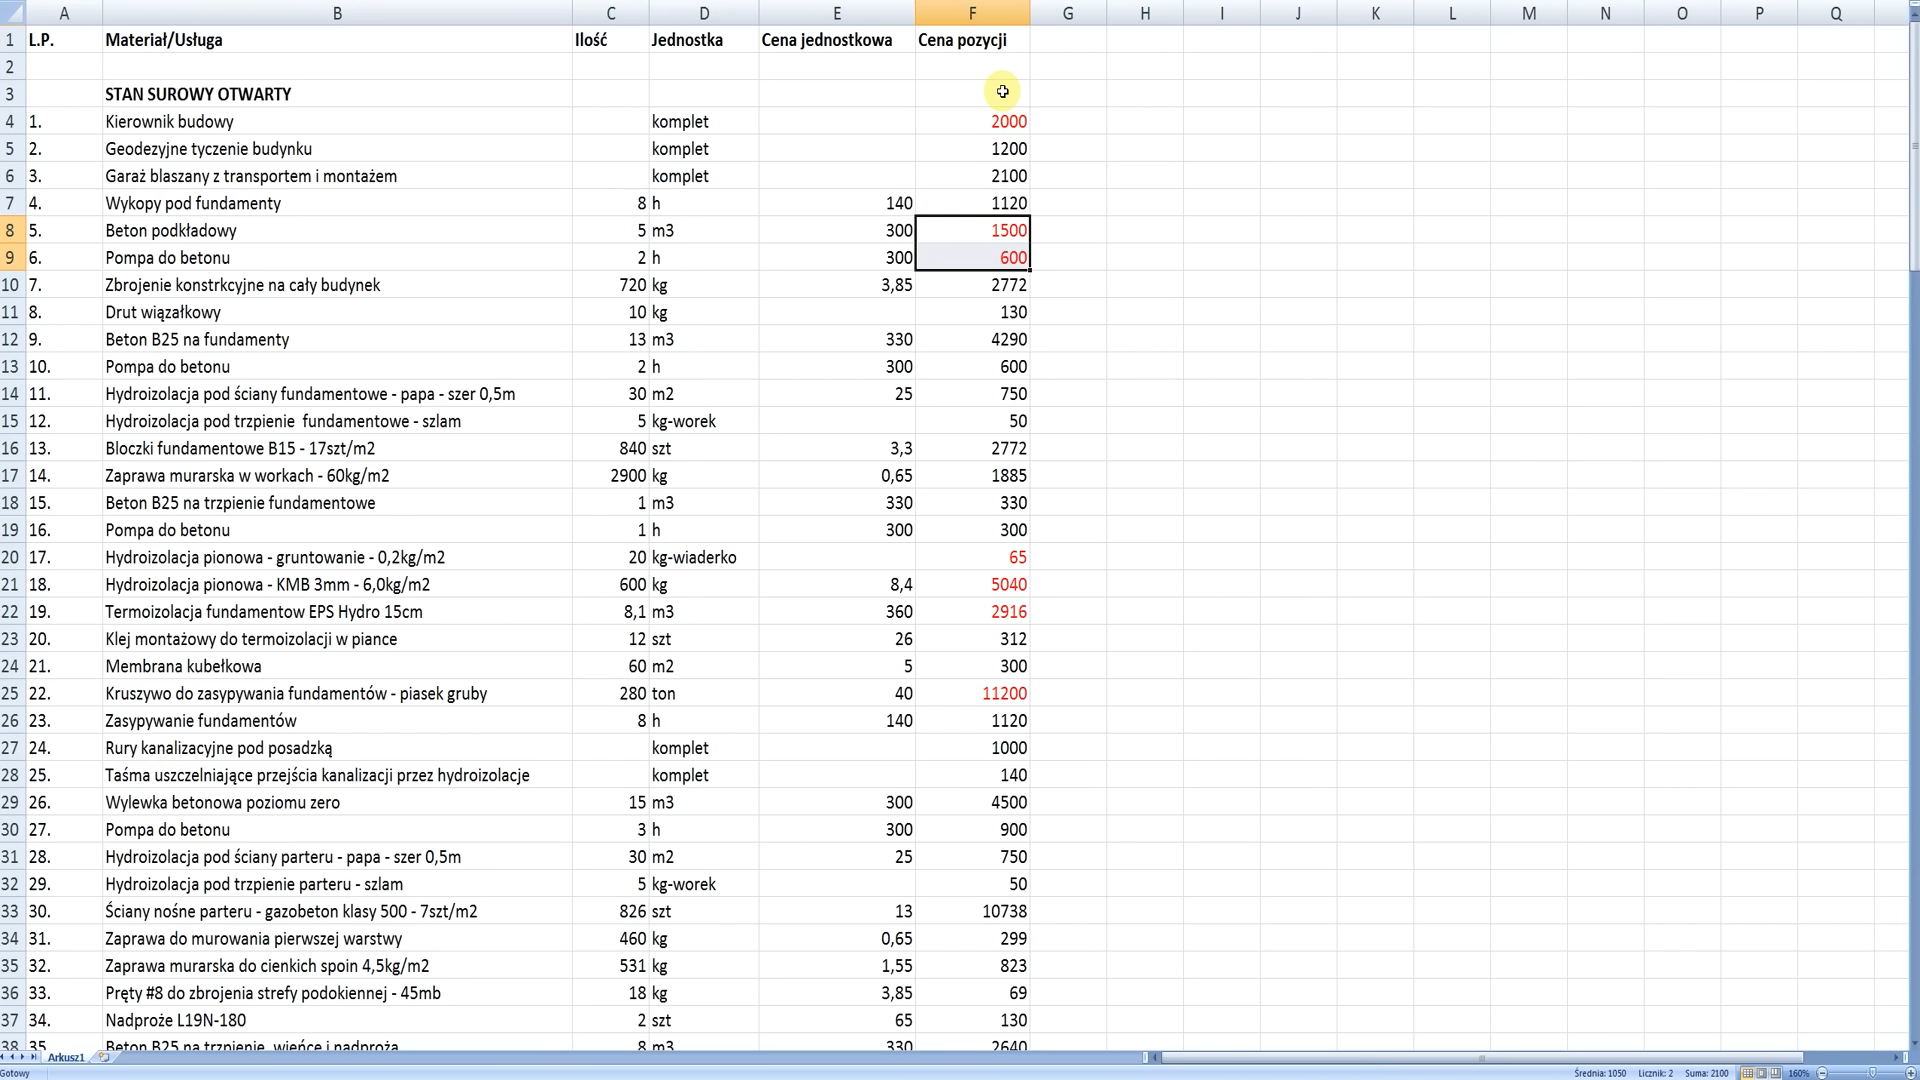 A B C D E F G H I J K L M N O P Q
1 L.P. Materiał/Usługa Ilość Jednostka Cena jednostkowa Cena pozycji
2
3 STAN SUROWY OTWARTY
4 1. Kierownik budowy komplet 2000
5 2. Geodezyjne tyczenie budynku komplet 1200
6 3. Garaż blaszany z transportem i montażem komplet 2100
7 4. Wykopy pod fundamenty 8 h 140 1120
8 5. Beton podkładowy 5 m3 300 1500
9 6. Pompa do betonu 2 h 300 600
10 7. Zbrojenie konstrkcyjne na cały budynek 720 kg 3,85 2772
11 8. Drut wiązałkowy 10 kg 130
12 9. Beton B25 na fundamenty 13 m3 330 4290
13 10. Pompa do betonu 2 h 300 600
14 11. Hydroizolacja pod ściany fundamentowe - papa - szer 0,5m 30 m2 25 750
15 12. Hydroizolacja pod trzpienie  fundamentowe - szlam 5 kg-worek 50
16 13. Bloczki fundamentowe B15 - 17szt/m2 840 szt 3,3 2772
17 14. Zaprawa murarska w workach - 60kg/m2 2900 kg 0,65 1885
18 15. Beton B25 na trzpienie fundamentowe 1 m3 330 330
19 16. Pompa do betonu 1 h 300 300
20 17. Hydroizolacja pionowa - gruntowanie - 0,2kg/m2 20 kg-wiaderko 65
21 18. Hydroizolacja pionowa - KMB 3mm - 6,0kg/m2 600 kg 8,4 5040
22 19. Termoizolacja fundamentow EPS Hydro 15cm 8,1 m3 360 2916
23 20. Klej montażowy do termoizolacji w piance 12 szt 26 312
24 21. Membrana kubełkowa 60 m2 5 300
25 22. Kruszywo do zasypywania fundamentów - piasek gruby 280 ton 40 11200
26 23. Zasypywanie fundamentów 8 h 140 1120
27 24. Rury kanalizacyjne pod posadzką komplet 1000
28 25. Taśma uszczelniające przejścia kanalizacji przez hydroizolacje komplet 140
29 26. Wylewka betonowa poziomu zero 15 m3 300 4500
30 27. Pompa do betonu 3 h 300 900
31 28. Hydroizolacja pod ściany parteru - papa - szer 0,5m 30 m2 25 750
32 29. Hydroizolacja pod trzpienie parteru - szlam 5 kg-worek 50
33 30. Ściany nośne parteru - gazobeton klasy 500 - 7szt/m2 826 szt 13 10738
34 31. Zaprawa do murowania pierwszej warstwy 460 kg 0,65 299
35 32. Zaprawa murarska do cienkich spoin 4,5kg/m2 531 kg 1,55 823
36 33. Pręty #8 do zbrojenia strefy podokiennej - 45mb 18 kg 3,85 69
37 34. Nadproże L19N-180 2 szt 65 130
38 35. Beton B25 na trzpienie, wieńce i nadproża 8 m3 330 2640
Arkusz1
Gotowy Średnia: 1050 Licznik: 2 Suma: 2100 160%